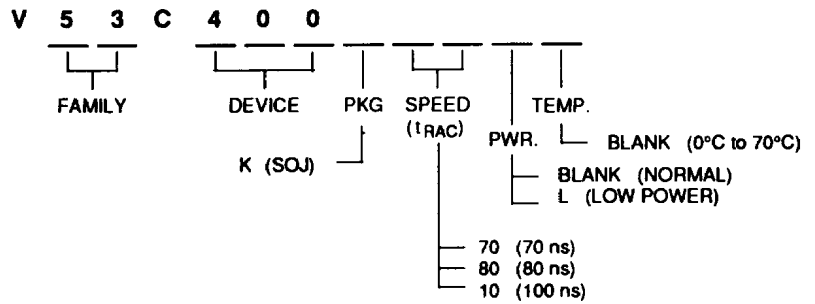 V 5 3 C 4 0 0
FAMILY DEVICE PKG SPEED TEMP.
(tRAC)
PWR.
BLANK (0°C to 70°C)
K (SOJ)
BLANK (NORMAL)
L (LOW POWER)
70 (70 ns)
80 (80 ns)
10 (100 ns)